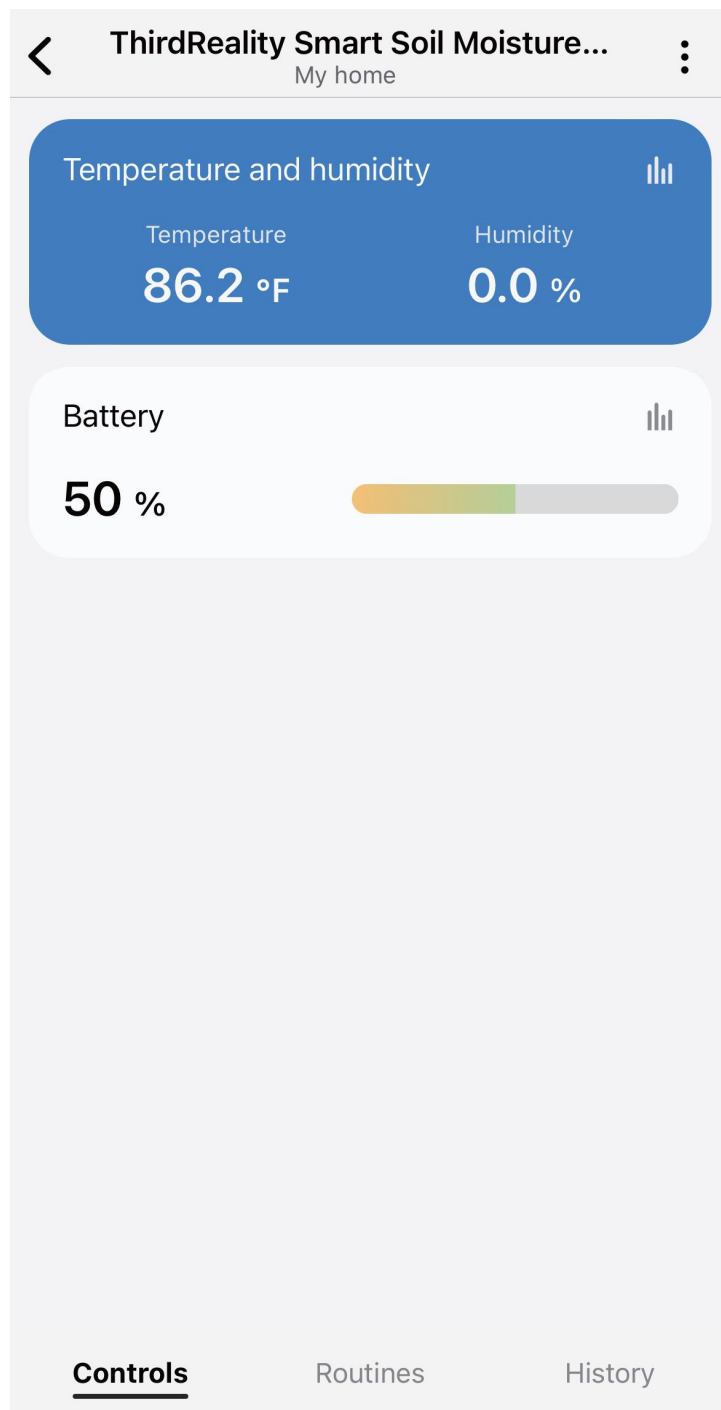 ThirdReality Smart Soil Moisture...
My home
Temperature and humidity
Temperature Humidity
86.2 °F 0.0 %
Battery
50 %
Controls Routines History